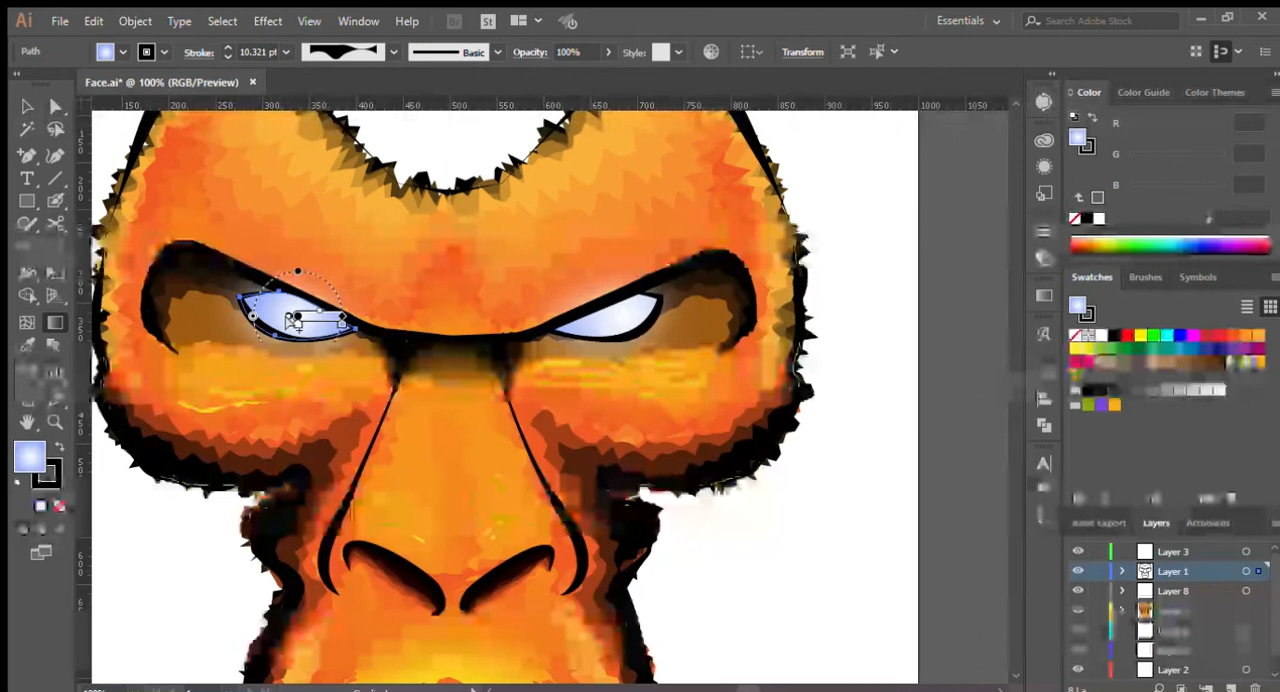 Ai File Edit Object Type Select Effect View Window Help Br St Essentials Search Adobe Stock
Path Stroke: 10.321 pt Basic Opacity: 100% Style: Transform
Face.ai* @ 100% (RGB/Preview) ×
150 200 250 300 350 400 450 500 550 600 650 700 750 800 850 900 1000 1050
Color Color Guide Color Themes
R
G
B
Swatches Brushes Symbols
Layers Artboards
Layer 3
Layer 1
Layer 8
Layer 2